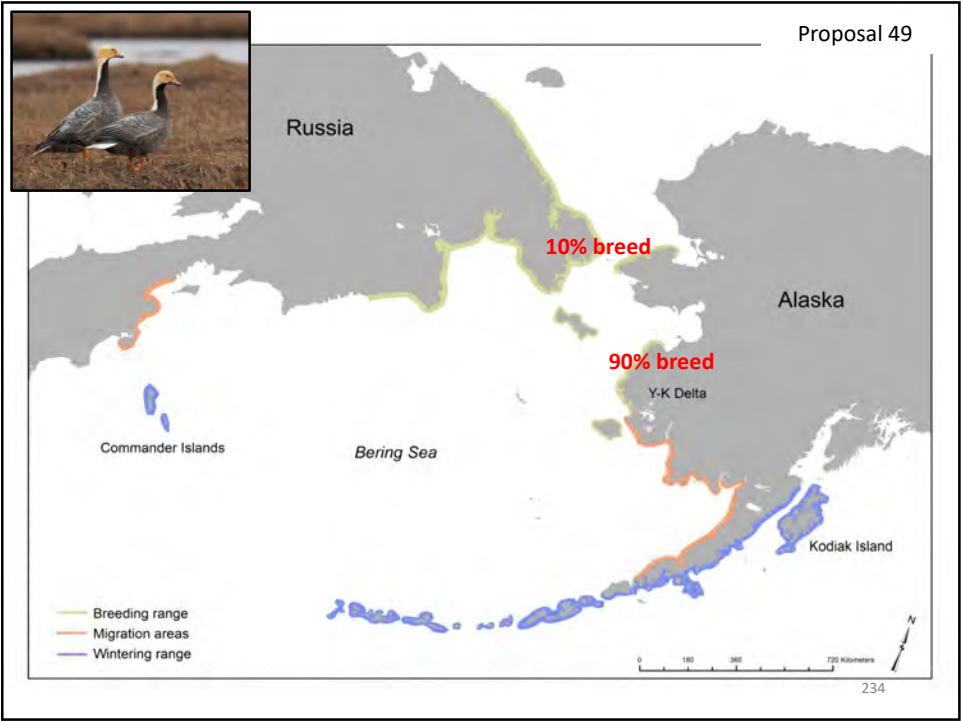 Proposal 49
Russia
10% breed
Alaska
90% breed
Y-K Delta
Commander Islands
Bering Sea
Kodiak Island
Breeding range
Migration areas
Wintering range
N
0 180 360 720 Kilometers
234